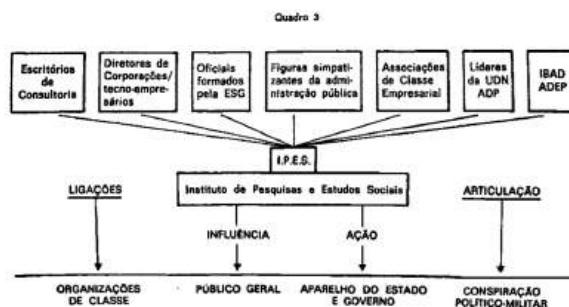 Quadro 3
Escritórios
de
Consultoria
Diretores de
Corporações/
tecno-empre-
sários
Oficiais
formados
pela ESG
Figuras simpati-
zantes da admi-
nistração pública
Associações
de Classe
Empresarial
Líderes
da UDN
ADP
IBAD
ADEP
I.P.E.S.
Instituto de Pesquisas e Estudos Sociais
LIGAÇÕES
ARTICULAÇÃO
INFLUÊNCIA
AÇÃO
ORGANIZAÇÕES
DE CLASSE
PÚBLICO GERAL
APARELHO DO ESTADO
E GOVERNO
CONSPIRAÇÃO
POLÍTICO-MILITAR